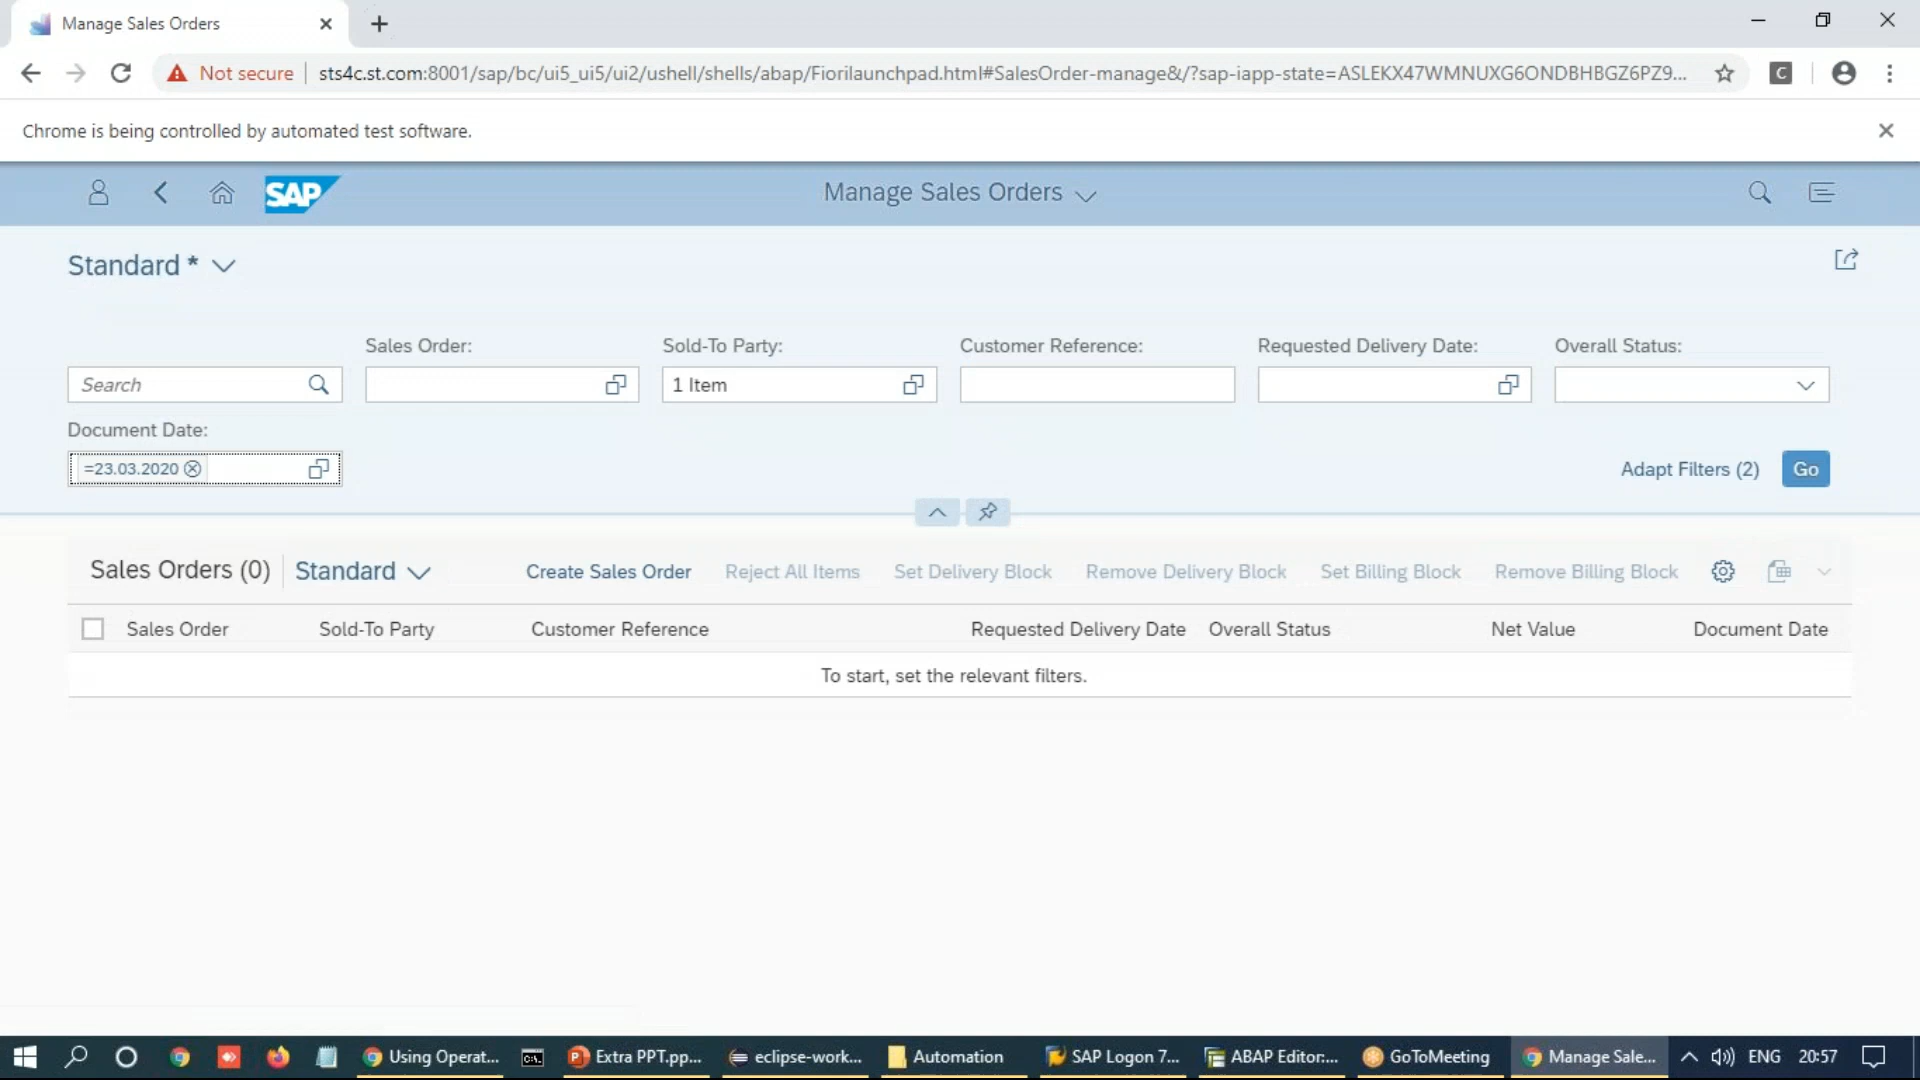 Manage Sales Orders
Not secure
sts4c.st.com:8001/sap/bc/ui5_ui5/ui2/ushell/shells/abap/Fiorilaunchpad.html#SalesOrder-manage&/?sap-iapp-state=ASLEKX47WMNUXG6ONDBHBGZ6PZ9...
C
Chrome is being controlled by automated test software.
SAP
Manage Sales Orders
Standard *
Sales Order:
Sold-To Party:
Customer Reference:
Requested Delivery Date:
Overall Status:
Search
1 Item
Document Date:
=23.03.2020
Adapt Filters (2)
Go
Sales Orders (0)
Standard
Create Sales Order
Reject All Items
Set Delivery Block
Remove Delivery Block
Set Billing Block
Remove Billing Block
Sales Order
Sold-To Party
Customer Reference
Requested Delivery Date
Overall Status
Net Value
Document Date
To start, set the relevant filters.
Using Operat...
Extra PPT.pp...
eclipse-work...
Automation
SAP Logon 7...
ABAP Editor:...
GoToMeeting
Manage Sale...
ENG
20:57